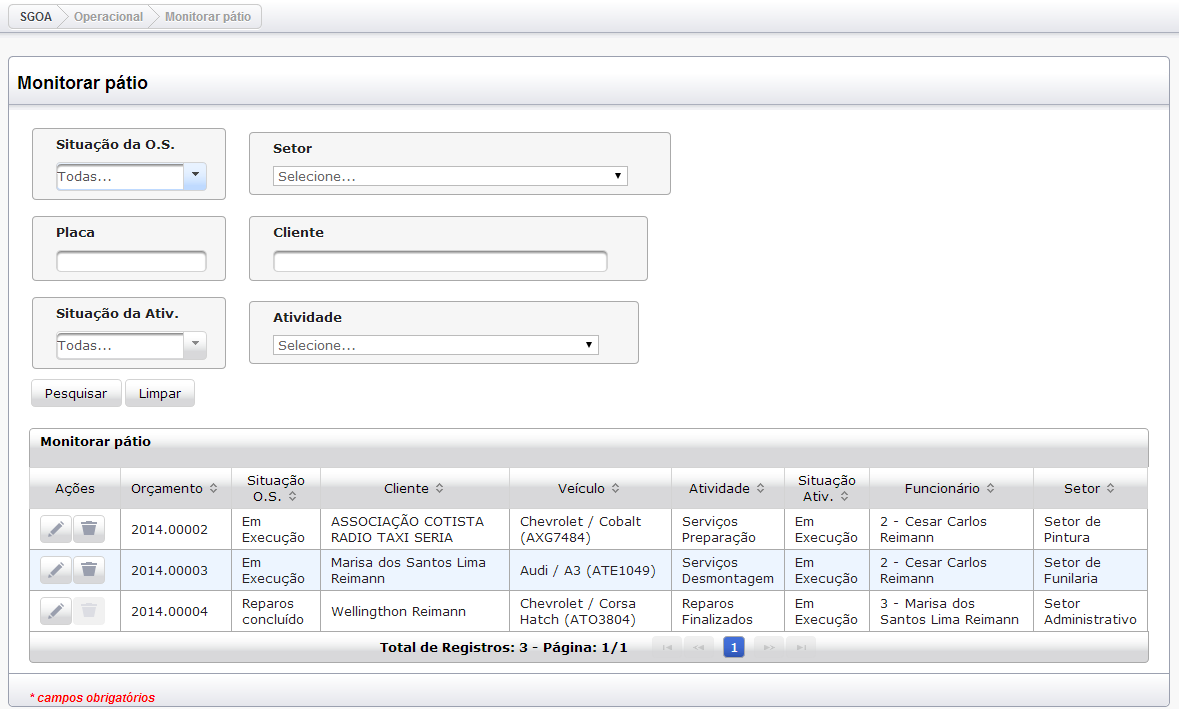 SGOA Operacional Monitorar pátio
Monitorar pátio
Situação da O.S.
Todas...
Setor
Selecione...
Placa
Cliente
Situação da Ativ.
Todas...
Atividade
Selecione...
Pesquisar Limpar
Monitorar pátio
Ações Orçamento Situação O.S. Cliente Veículo Atividade Situação Ativ. Funcionário Setor
2014.00002 Em Execução ASSOCIAÇÃO COTISTA RADIO TAXI SERIA Chevrolet / Cobalt (AXG7484) Serviços Preparação Em Execução 2 - Cesar Carlos Reimann Setor de Pintura
2014.00003 Em Execução Marisa dos Santos Lima Reimann Audi / A3 (ATE1049) Serviços Desmontagem Em Execução 2 - Cesar Carlos Reimann Setor de Funilaria
2014.00004 Reparos concluído Wellingthon Reimann Chevrolet / Corsa Hatch (ATO3804) Reparos Finalizados Em Execução 3 - Marisa dos Santos Lima Reimann Setor Administrativo
Total de Registros: 3 - Página: 1/1 1
* campos obrigatórios